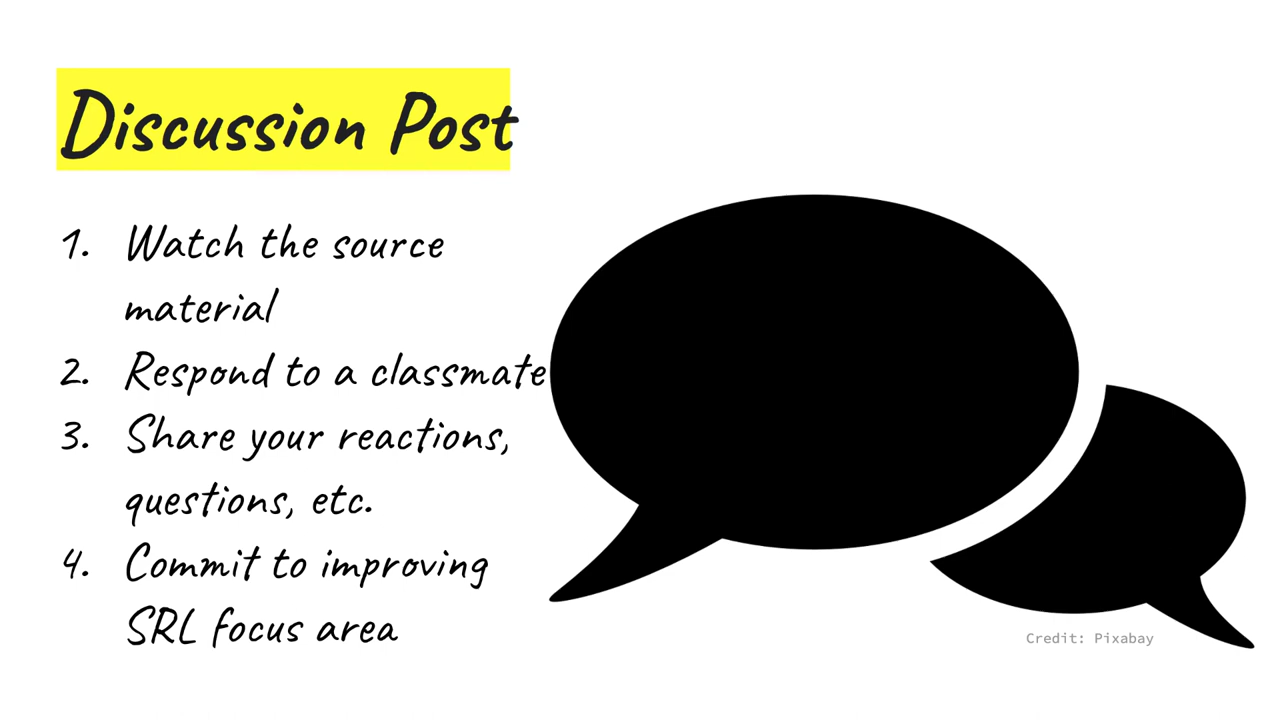 Discussion Post
1. Watch the source
material
2. Respond to a classmate
3. Share your reactions,
questions, etc.
4. Commit to improving
SRL focus area
Credit: Pixabay